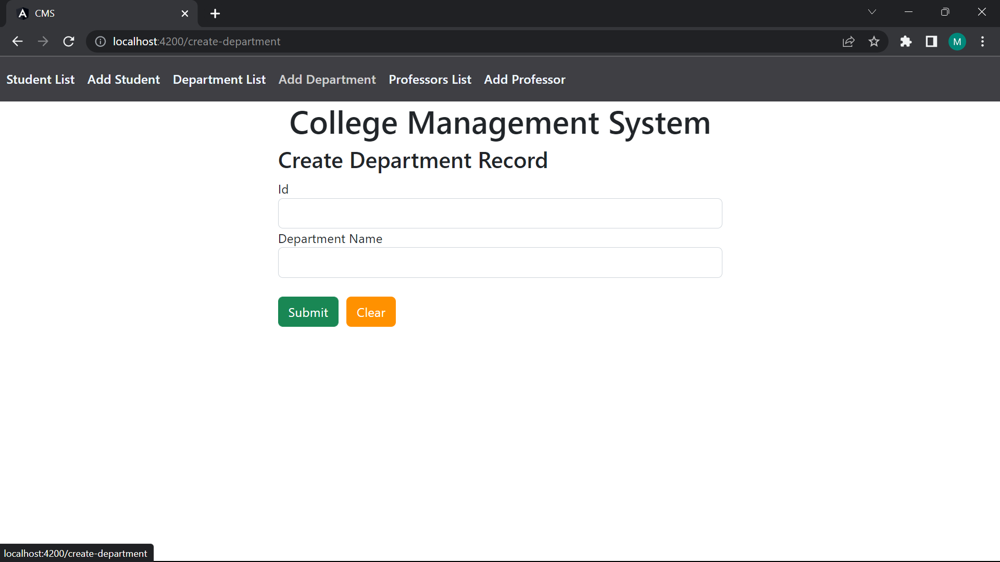 CMS
localhost:4200/create-department
M
Student List Add Student Department List Add Department Professors List Add Professor
College Management System
Create Department Record
Id
Department Name
Submit Clear
localhost:4200/create-department